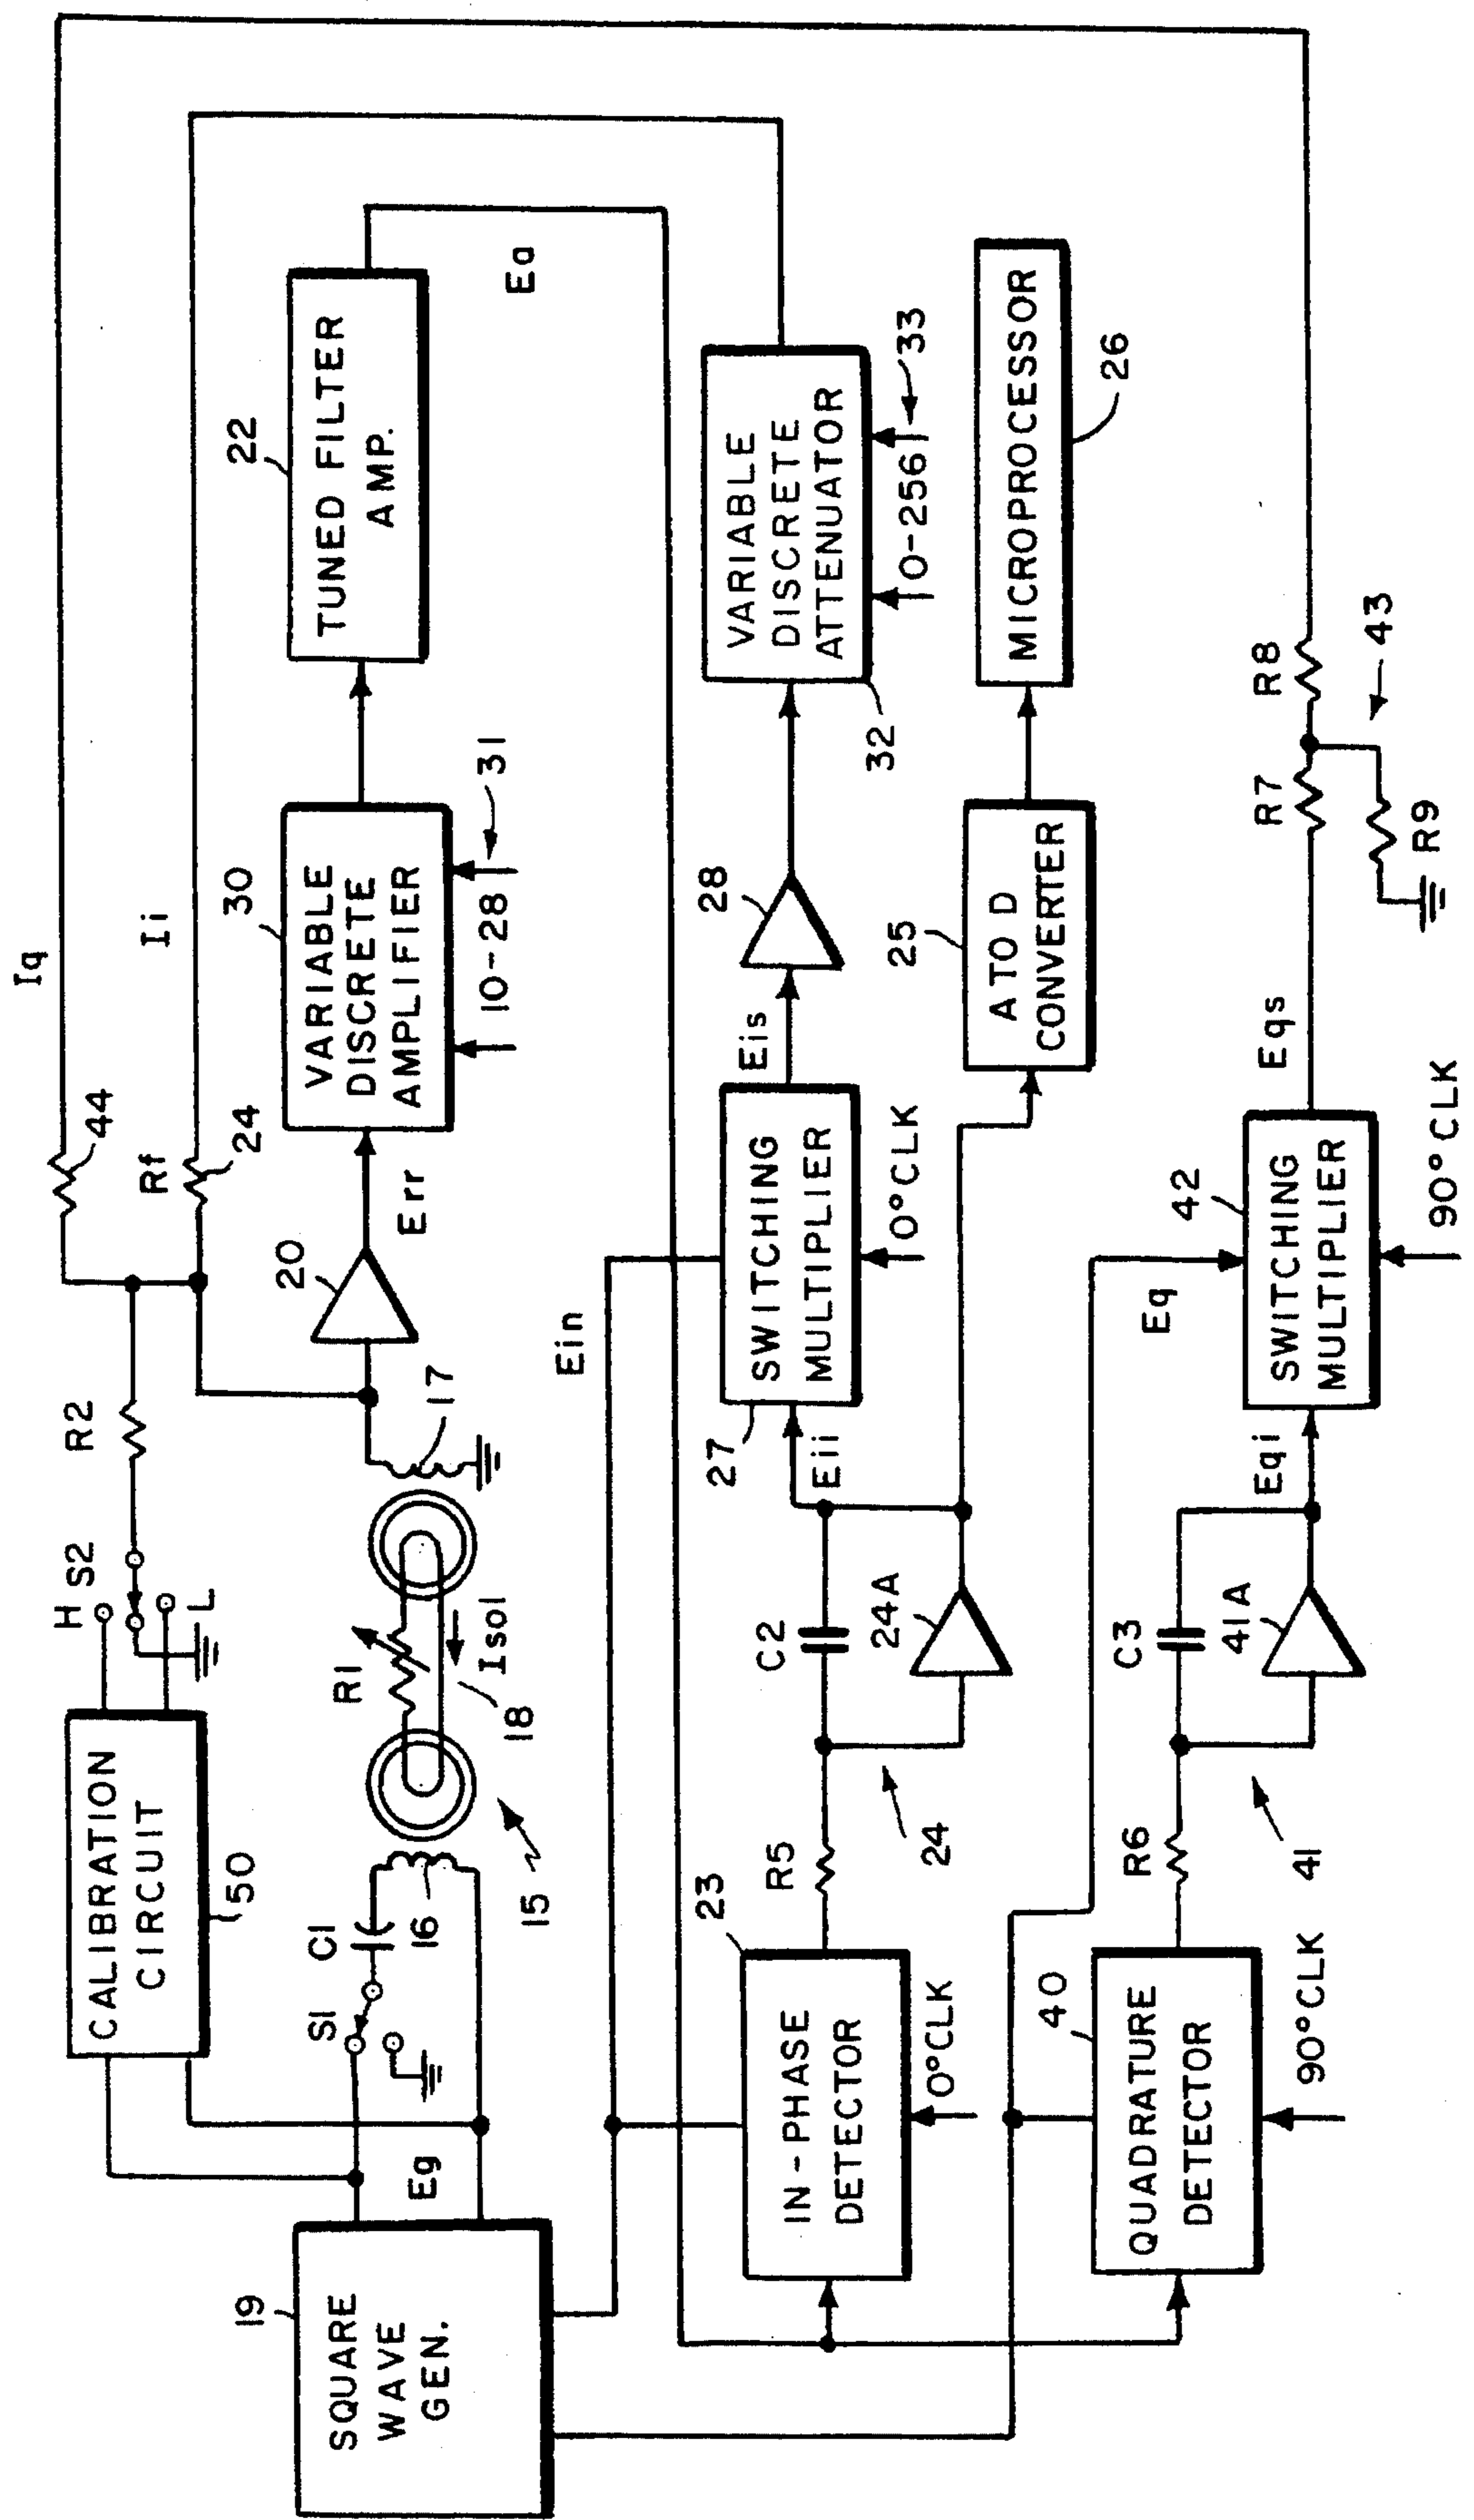 Iq
Ii
44
Rf
24
H
S2
L
R2
CALIBRATION
CIRCUIT
50
20
Err
30
VARIABLE
DISCRETE
AMPLIFIER
10-28
31
22
TUNED FILTER
AMP.
Ea
19
SQUARE
WAVE
GEN.
Eg
S1
C1
16
15
R1
18
Isol
17
Ein
23
IN-PHASE
DETECTOR
0°CLK
R5
C2
24A
24
Eii
27
SWITCHING
MULTIPLIER
0°CLK
Eis
28
VARIABLE
DISCRETE
ATTENUATOR
32
0-256
33
25
A TO D
CONVERTER
MICROPROCESSOR
26
40
QUADRATURE
DETECTOR
90°CLK
R6
C3
41A
41
Eqi
Eq
42
SWITCHING
MULTIPLIER
90°CLK
Eqs
R7
R8
R9
43